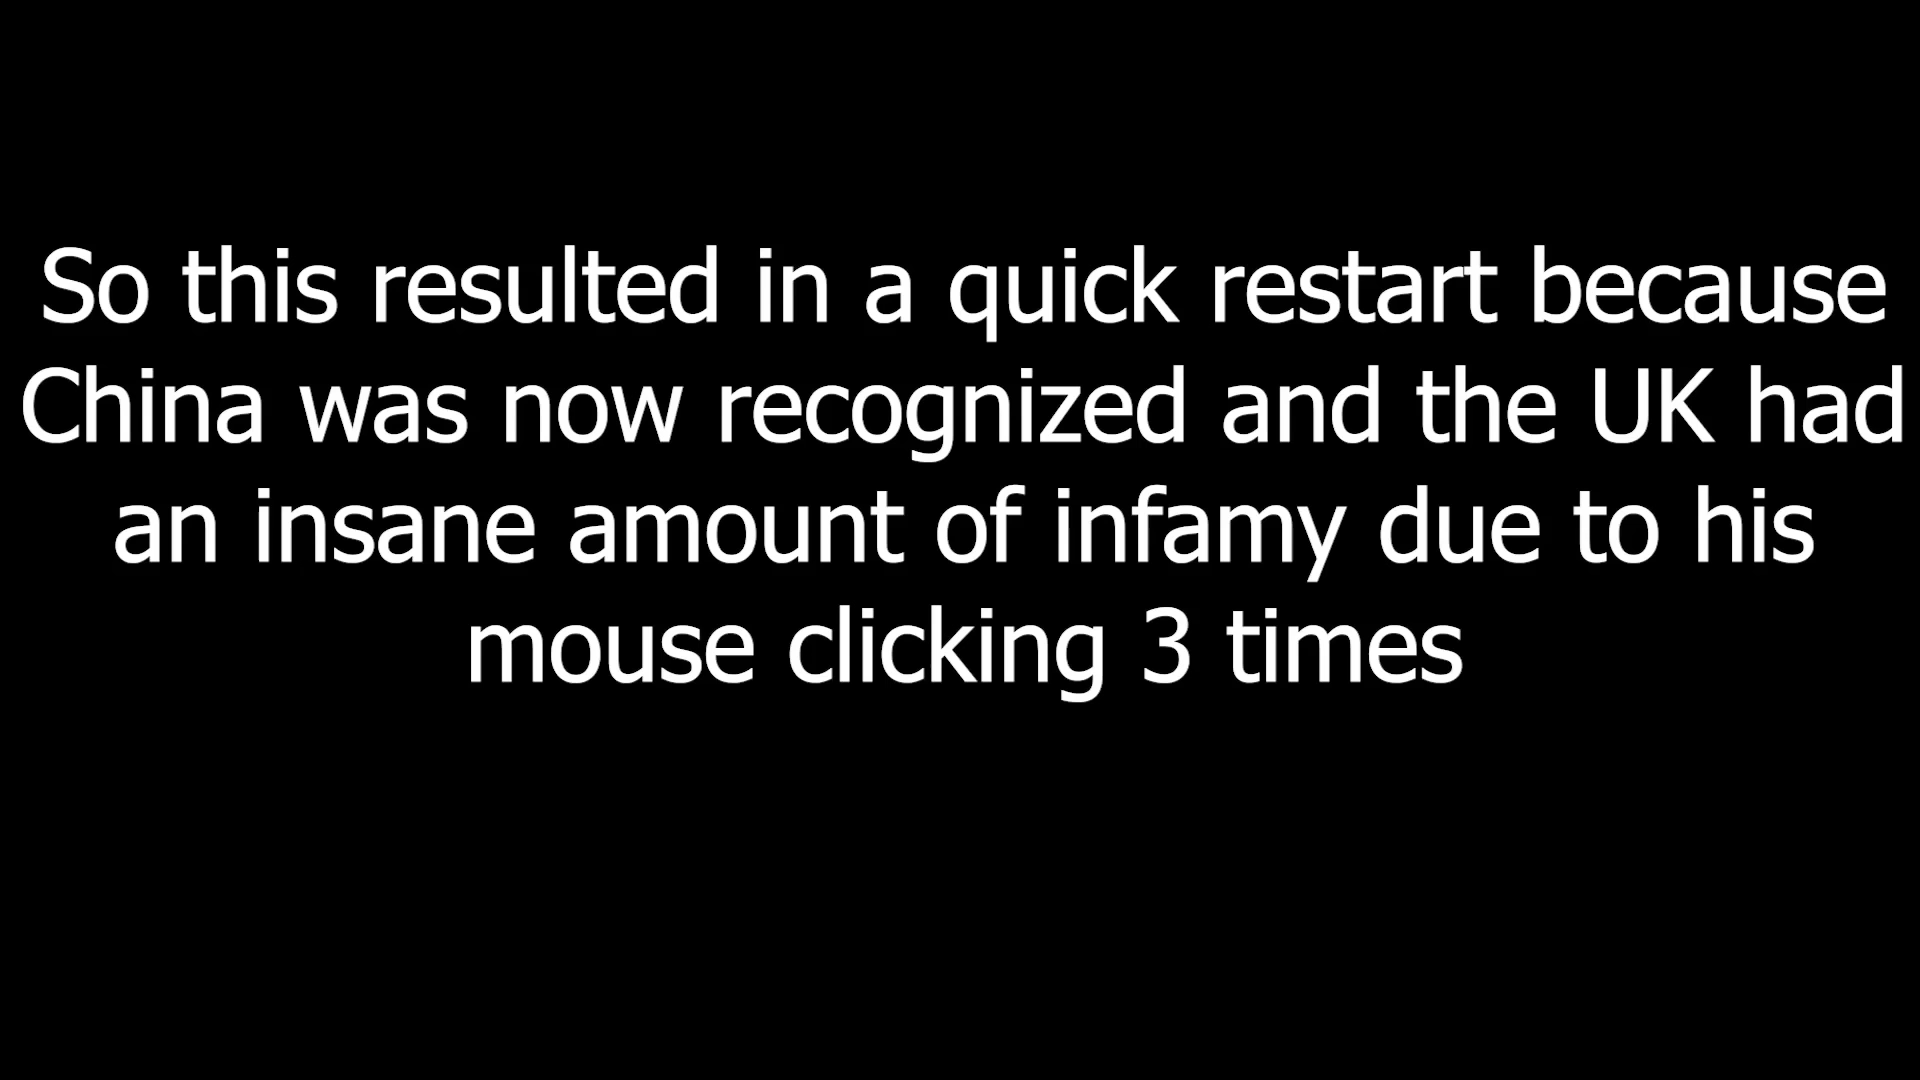 So this resulted in a quick restart because
China was now recognized and the UK had
an insane amount of infamy due to his
mouse clicking 3 times